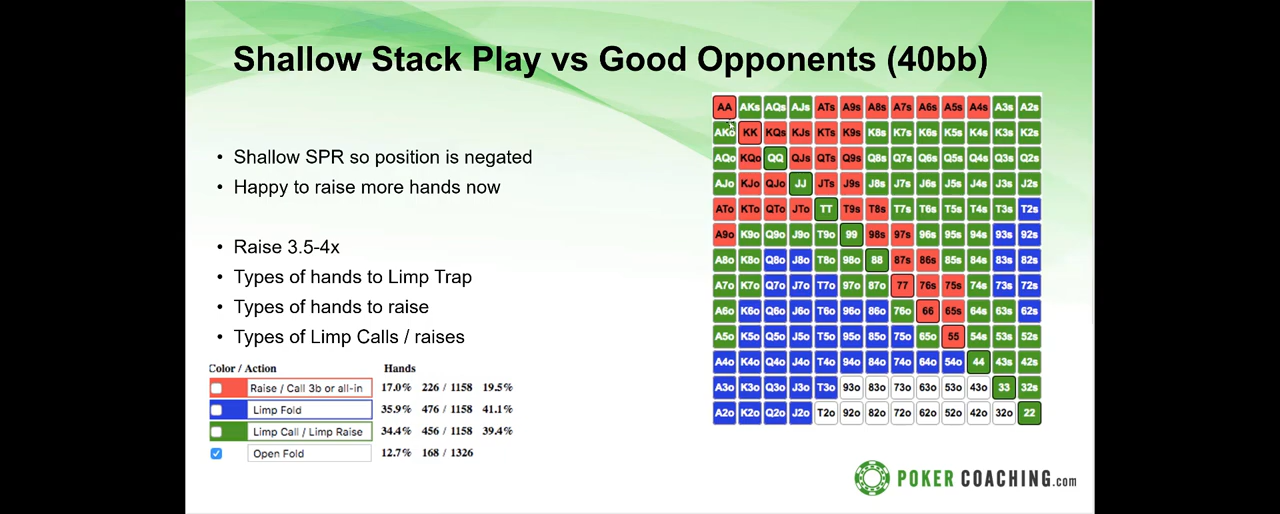 Shallow Stack Play vs Good Opponents (40bb)
• Shallow SPR so position is negated
• Happy to raise more hands now
• Raise 3.5-4x
• Types of hands to Limp Trap
• Types of hands to raise
• Types of Limp Calls / raises
Color / Action Hands
Raise / Call 3b or all-in 17.0% 226 / 1158 19.5%
Limp Fold 35.9% 476 / 1158 41.1%
Limp Call / Limp Raise 34.4% 456 / 1158 39.4%
Open Fold 12.7% 168 / 1326
AA AKs AQs AJs ATs A9s A8s A7s A6s A5s A4s A3s A2s
AKo KK KQs KJs KTs K9s K8s K7s K6s K5s K4s K3s K2s
AQo KQo QQ QJs QTs Q9s Q8s Q7s Q6s Q5s Q4s Q3s Q2s
AJo KJo QJo JJ JTs J9s J8s J7s J6s J5s J4s J3s J2s
ATo KTo QTo JTo TT T9s T8s T7s T6s T5s T4s T3s T2s
A9o K9o Q9o J9o T9o 99 98s 97s 96s 95s 94s 93s 92s
A8o K8o Q8o J8o T8o 98o 88 87s 86s 85s 84s 83s 82s
A7o K7o Q7o J7o T7o 97o 87o 77 76s 75s 74s 73s 72s
A6o K6o Q6o J6o T6o 96o 86o 76o 66 65s 64s 63s 62s
A5o K5o Q5o J5o T5o 95o 85o 75o 65o 55 54s 53s 52s
A4o K4o Q4o J4o T4o 94o 84o 74o 64o 54o 44 43s 42s
A3o K3o Q3o J3o T3o 93o 83o 73o 63o 53o 43o 33 32s
A2o K2o Q2o J2o T2o 92o 82o 72o 62o 52o 42o 32o 22
POKER COACHING.com